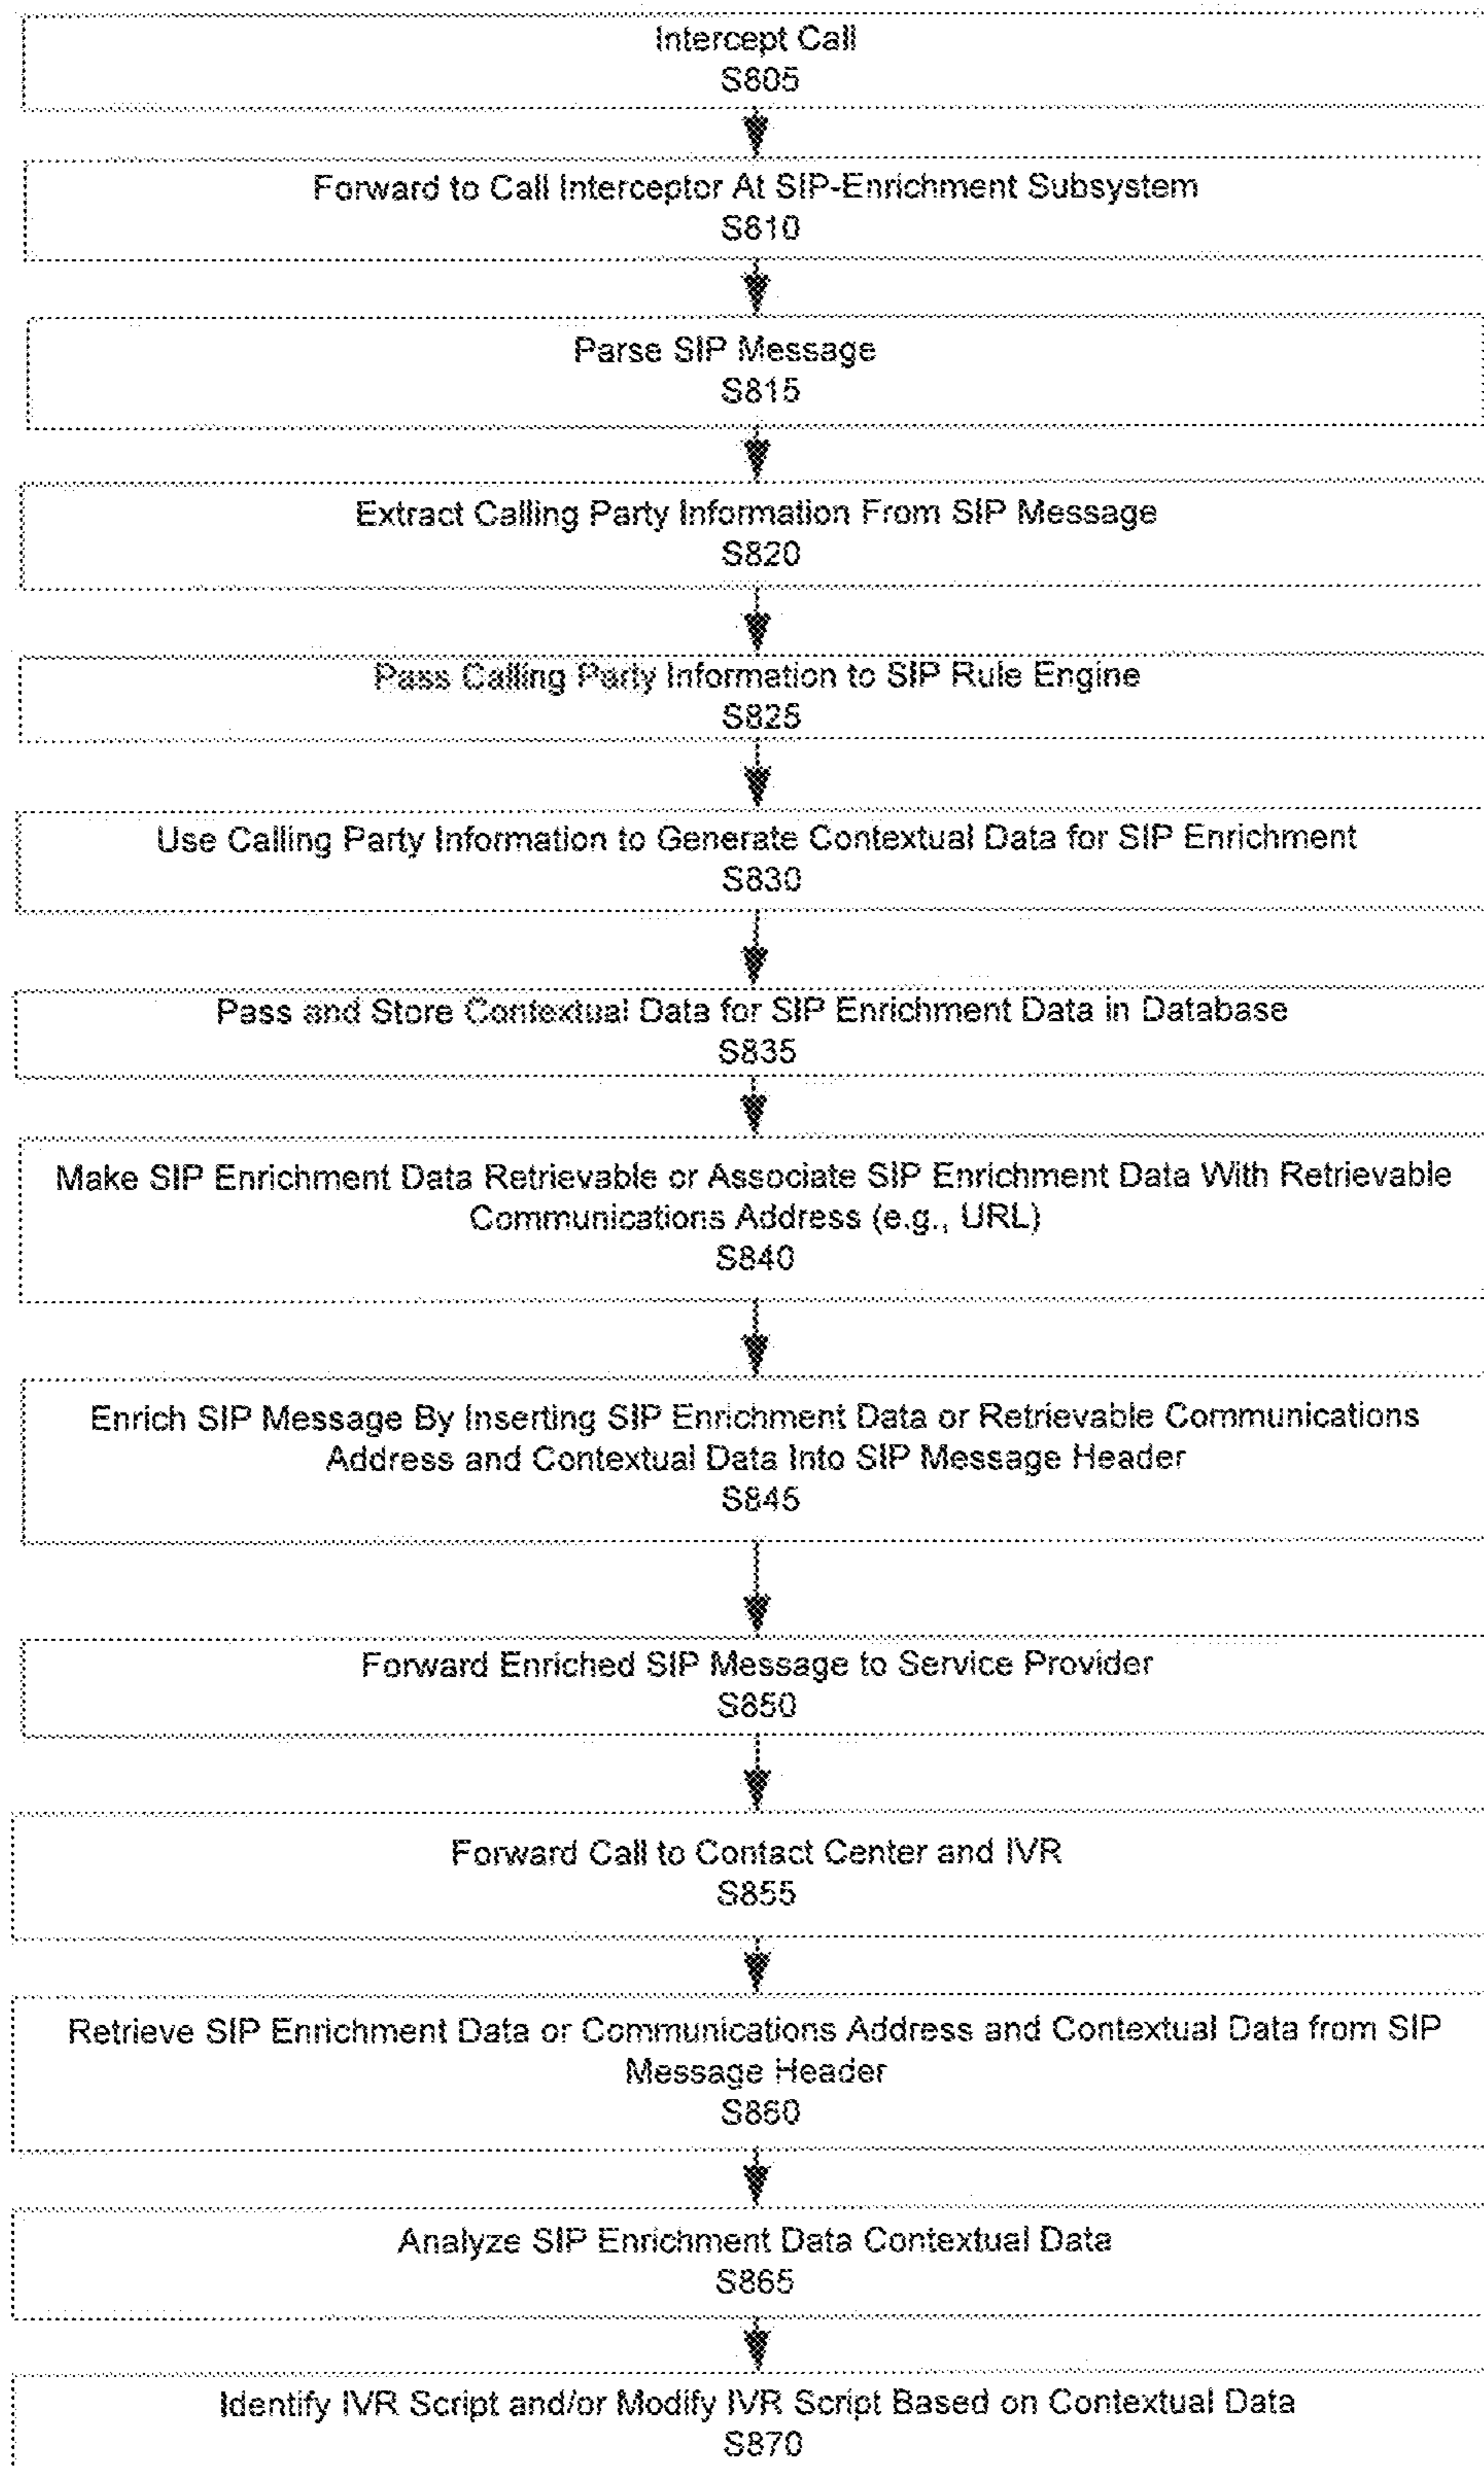 Intercept Call
S805
Forward to Call Interceptor At SIP-Enrichment Subsystem
S810
Parse SIP Message
S815
Extract Calling Party Information From SIP Message
S820
Pass Calling Party Information to SIP Rule Engine
S825
Use Calling Party Information to Generate Contextual Data for SIP Enrichment
S830
Pass and Store Contextual Data for SIP Enrichment Data in Database
S835
Make SIP Enrichment Data Retrievable or Associate SIP Enrichment Data With Retrievable
Communications Address (e.g., URL)
S840
Enrich SIP Message By Inserting SIP Enrichment Data or Retrievable Communications
Address and Contextual Data Into SIP Message Header
S845
Forward Enriched SIP Message to Service Provider
S850
Forward Call to Contact Center and IVR
S855
Retrieve SIP Enrichment Data or Communications Address and Contextual Data from SIP
Message Header
S860
Analyze SIP Enrichment Data Contextual Data
S865
Identify IVR Script and/or Modify IVR Script Based on Contextual Data
S870